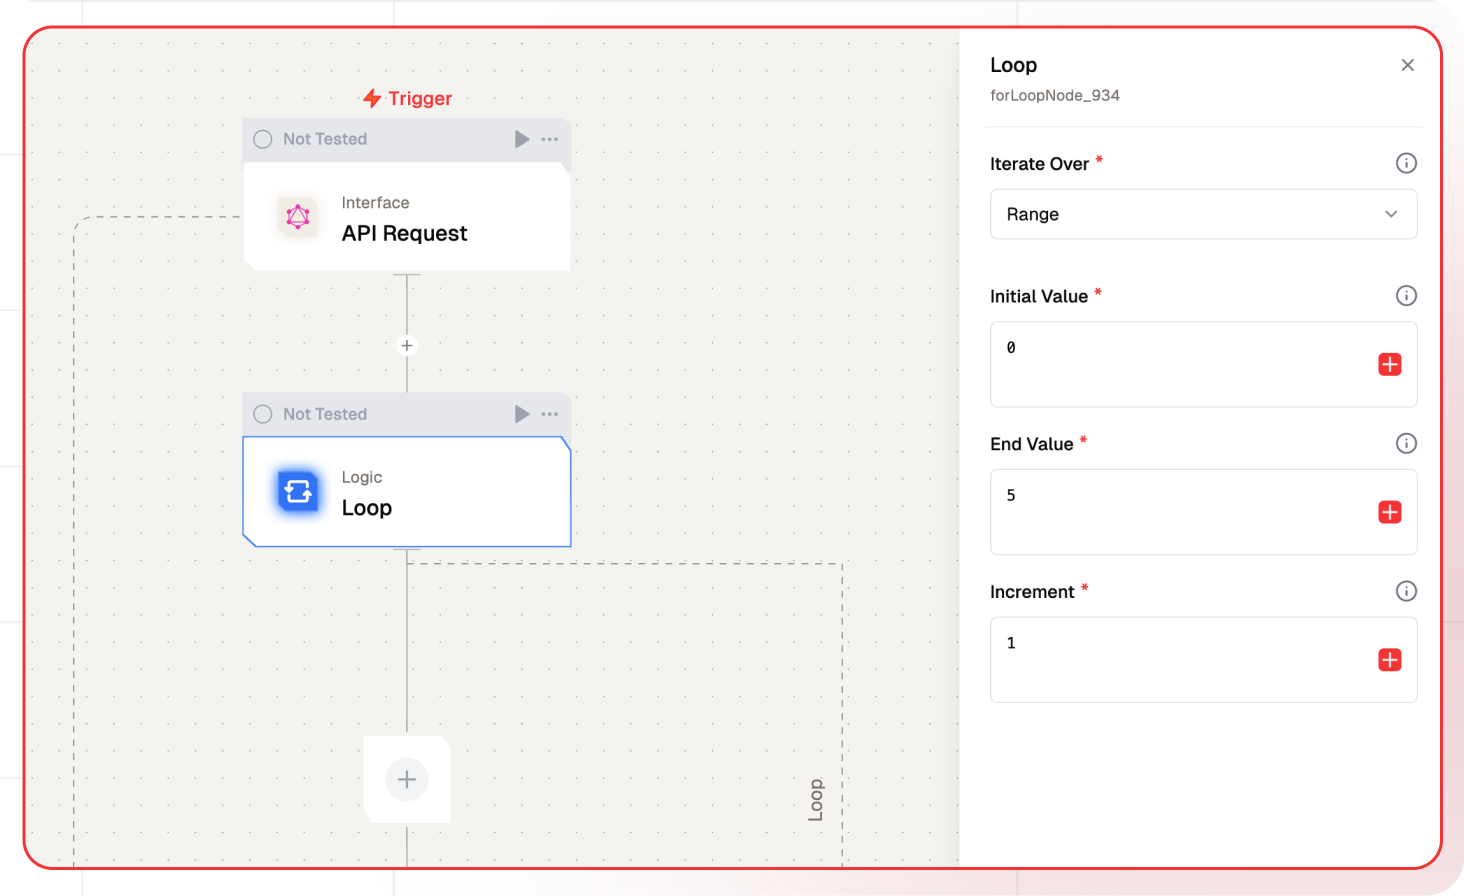 Trigger
Not Tested
Interface
API Request
Not Tested
Logic
Loop
Loop
Loop
forLoopNode_934
Iterate Over *
Range
Initial Value *
0
End Value *
5
Increment *
1